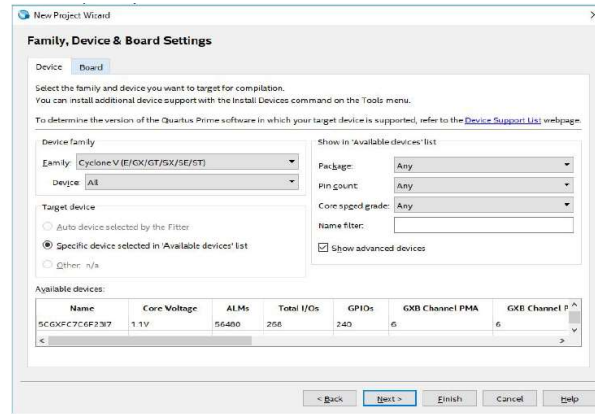 New Project Wizard
Family, Device & Board Settings
Device Board
Select the family and device you want to target for compilation.
You can install additional device support with the Install Devices command on the Tools menu.
To determine the version of the Quartus Prime software in which your target device is supported, refer to the Device Support List webpage.
Device family
Family: Cyclone V (E/GX/GT/SX/SE/ST)
Device: All
Show in 'Available devices' list
Package: Any
Pin count: Any
Core speed grade: Any
Name filter:
Show advanced devices
Target device
Auto device selected by the Fitter
Specific device selected in 'Available devices' list
Other: n/a
Available devices:
Name Core Voltage ALMs Total I/Os GPIOs GXB Channel PMA GXB Channel P
5CGXFC7C6F23I7 1.1V 56480 268 240 6 6
< Back Next > Finish Cancel Help